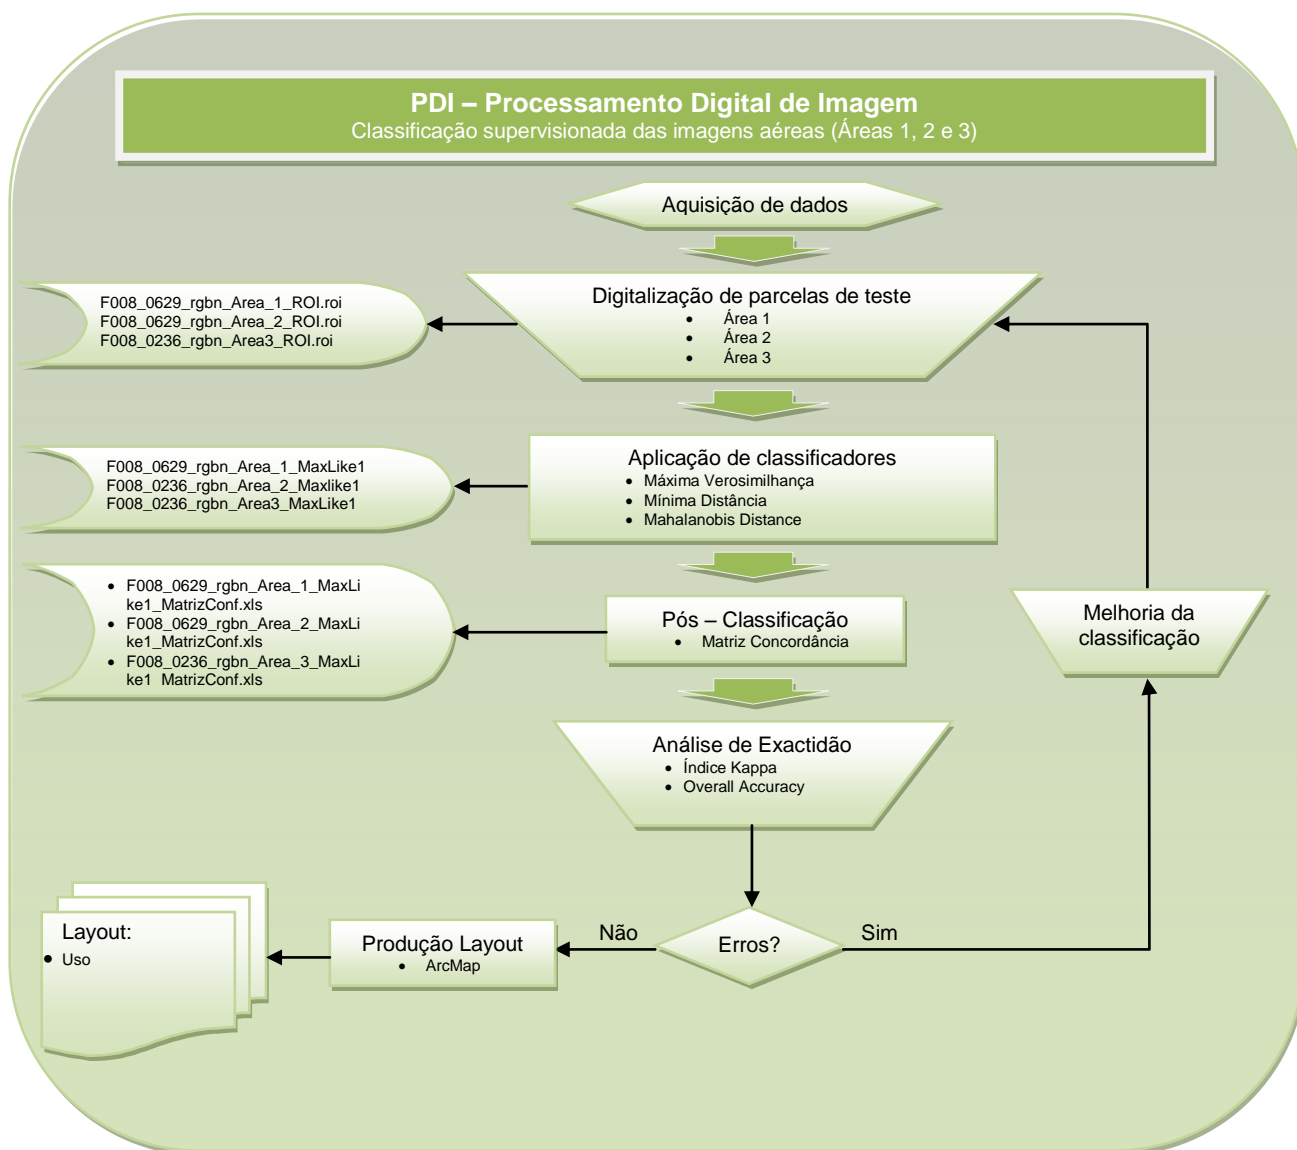 PDI – Processamento Digital de Imagem
Classificação supervisionada das imagens aéreas (Áreas 1, 2 e 3)
Aquisição de dados
Digitalização de parcelas de teste
• Área 1
• Área 2
• Área 3
F008_0629_rgbn_Area_1_ROI.roi
F008_0629_rgbn_Area_2_ROI.roi
F008_0236_rgbn_Area3_ROI.roi
Aplicação de classificadores
• Máxima Verosimilhança
• Mínima Distância
• Mahalanobis Distance
F008_0629_rgbn_Area_1_MaxLike1
F008_0236_rgbn_Area_2_Maxlike1
F008_0236_rgbn_Area3_MaxLike1
Pós – Classificação
• Matriz Concordância
• F008_0629_rgbn_Area_1_MaxLi
ke1_MatrizConf.xls
• F008_0629_rgbn_Area_2_MaxLi
ke1_MatrizConf.xls
• F008_0236_rgbn_Area_3_MaxLi
ke1_MatrizConf.xls
Melhoria da
classificação
Análise de Exactidão
• Índice Kappa
• Overall Accuracy
Erros?
Não
Sim
Produção Layout
• ArcMap
Layout:
• Uso